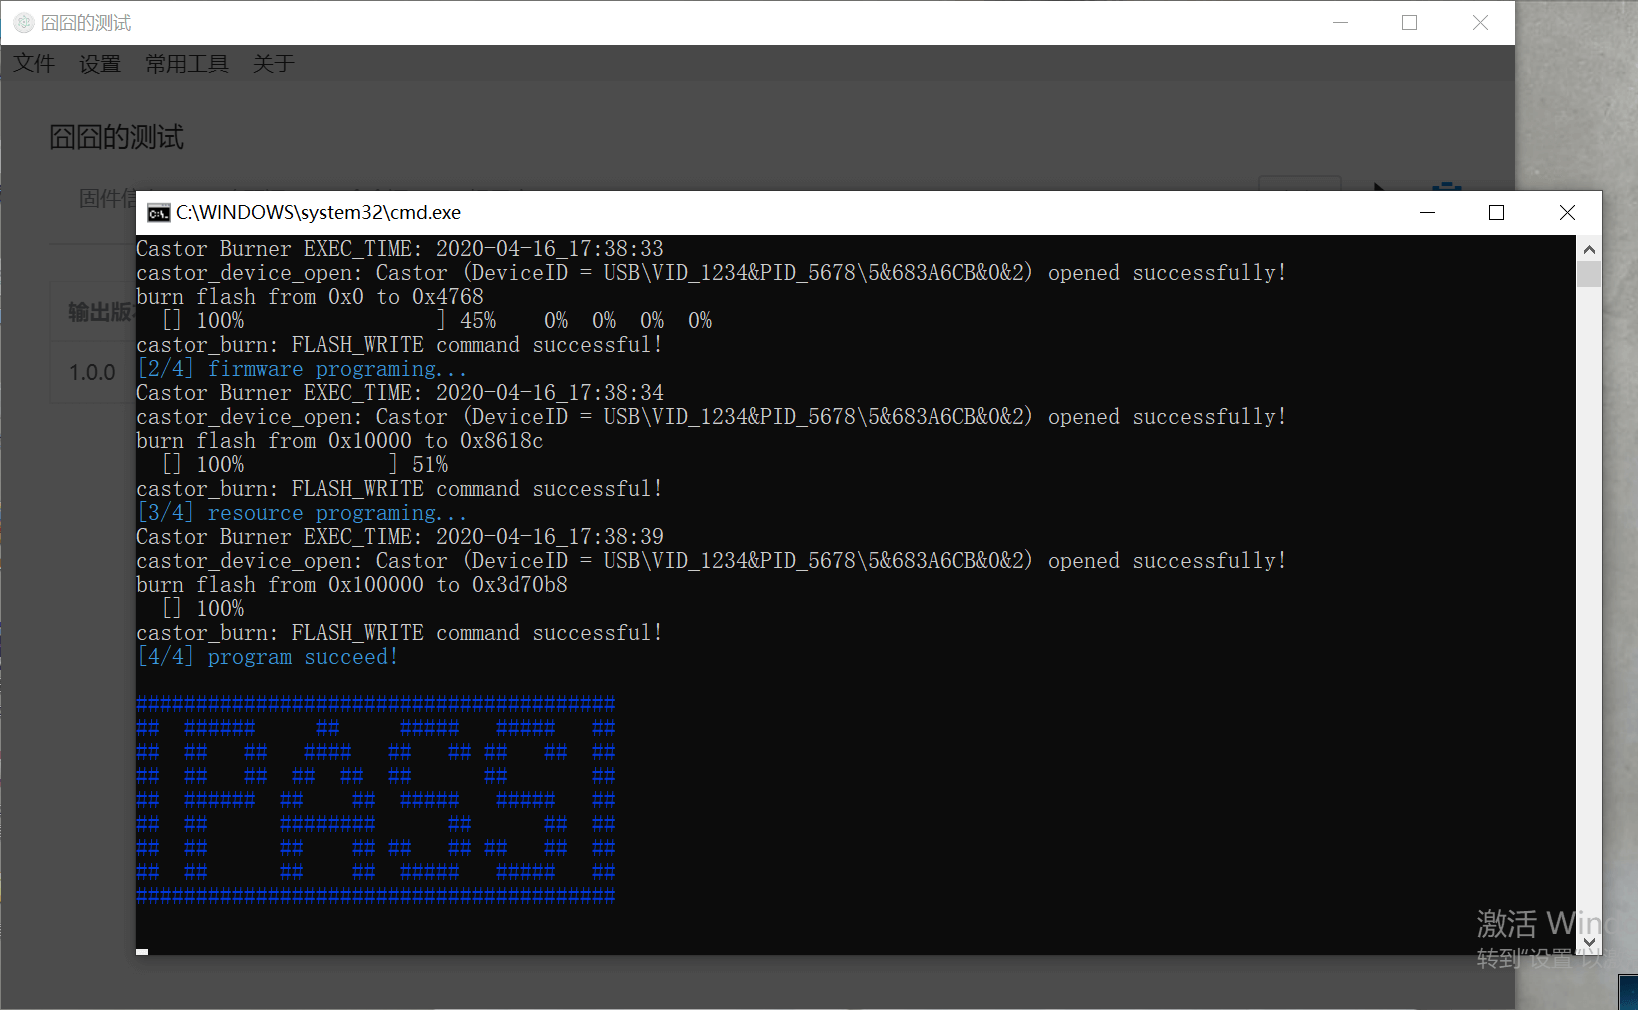 囧囧的测试
文件 设置 常用工具 关于
囧囧的测试
固件信
C:\WINDOWS\system32\cmd.exe
输出版本
1.0.0
Castor Burner EXEC_TIME: 2020-04-16_17:38:33
castor_device_open: Castor (DeviceID = USB\VID_1234&PID_5678\5&683A6CB&0&2) opened successfully!
burn flash from 0x0 to 0x4768
[] 100% ] 45% 0% 0% 0% 0%
castor_burn: FLASH_WRITE command successful!
[2/4] firmware programing...
Castor Burner EXEC_TIME: 2020-04-16_17:38:34
castor_device_open: Castor (DeviceID = USB\VID_1234&PID_5678\5&683A6CB&0&2) opened successfully!
burn flash from 0x10000 to 0x8618c
[] 100% ] 51%
castor_burn: FLASH_WRITE command successful!
[3/4] resource programing...
Castor Burner EXEC_TIME: 2020-04-16_17:38:39
castor_device_open: Castor (DeviceID = USB\VID_1234&PID_5678\5&683A6CB&0&2) opened successfully!
burn flash from 0x100000 to 0x3d70b8
[] 100%
castor_burn: FLASH_WRITE command successful!
[4/4] program succeed!
PASS
激活 Win
转到"设置"以